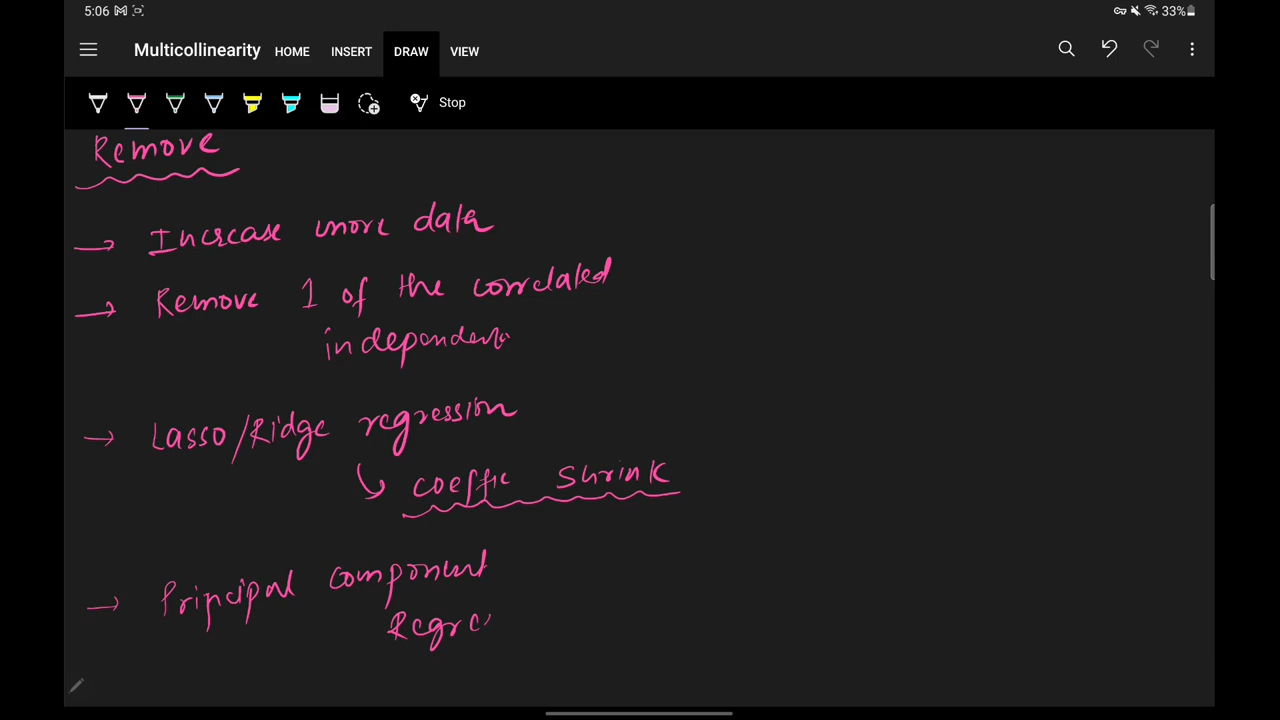 5:06 33%
Multicollinearity HOME INSERT DRAW VIEW
Stop
Remove
→ Increase more data
→ Remove 1 of the correlated
independent
→ Lasso/Ridge regression
↳ coeffic shrink
→ Principal component
Regre